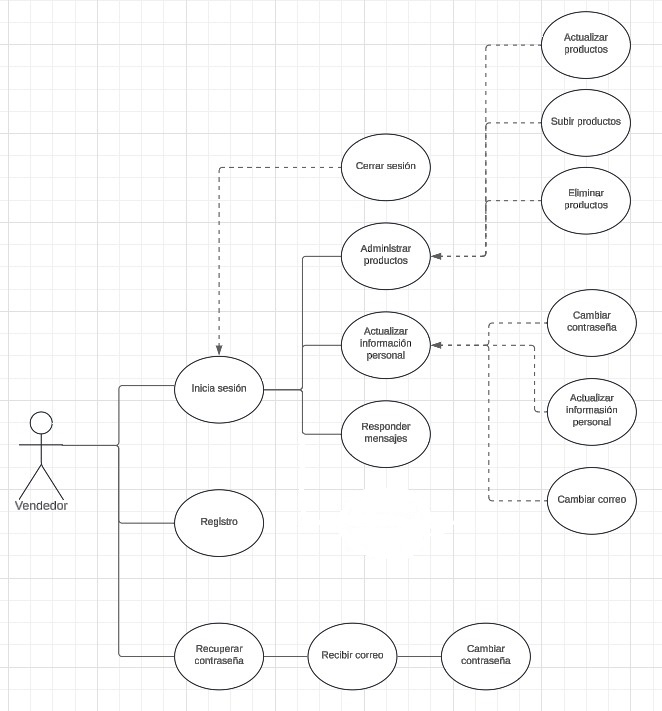 Actualizar
productos
Subir productos
Eliminar
productos
Cerrar sesión
Administrar
productos
Actualizar
información
personal
Responder
mensajes
Cambiar
contraseña
Actualizar
informasión
personal
Cambiar correo
Inicia sesión
Vendedor
Registro
Recuperar
contraseña
Recibir correo
Cambiar
contraseña